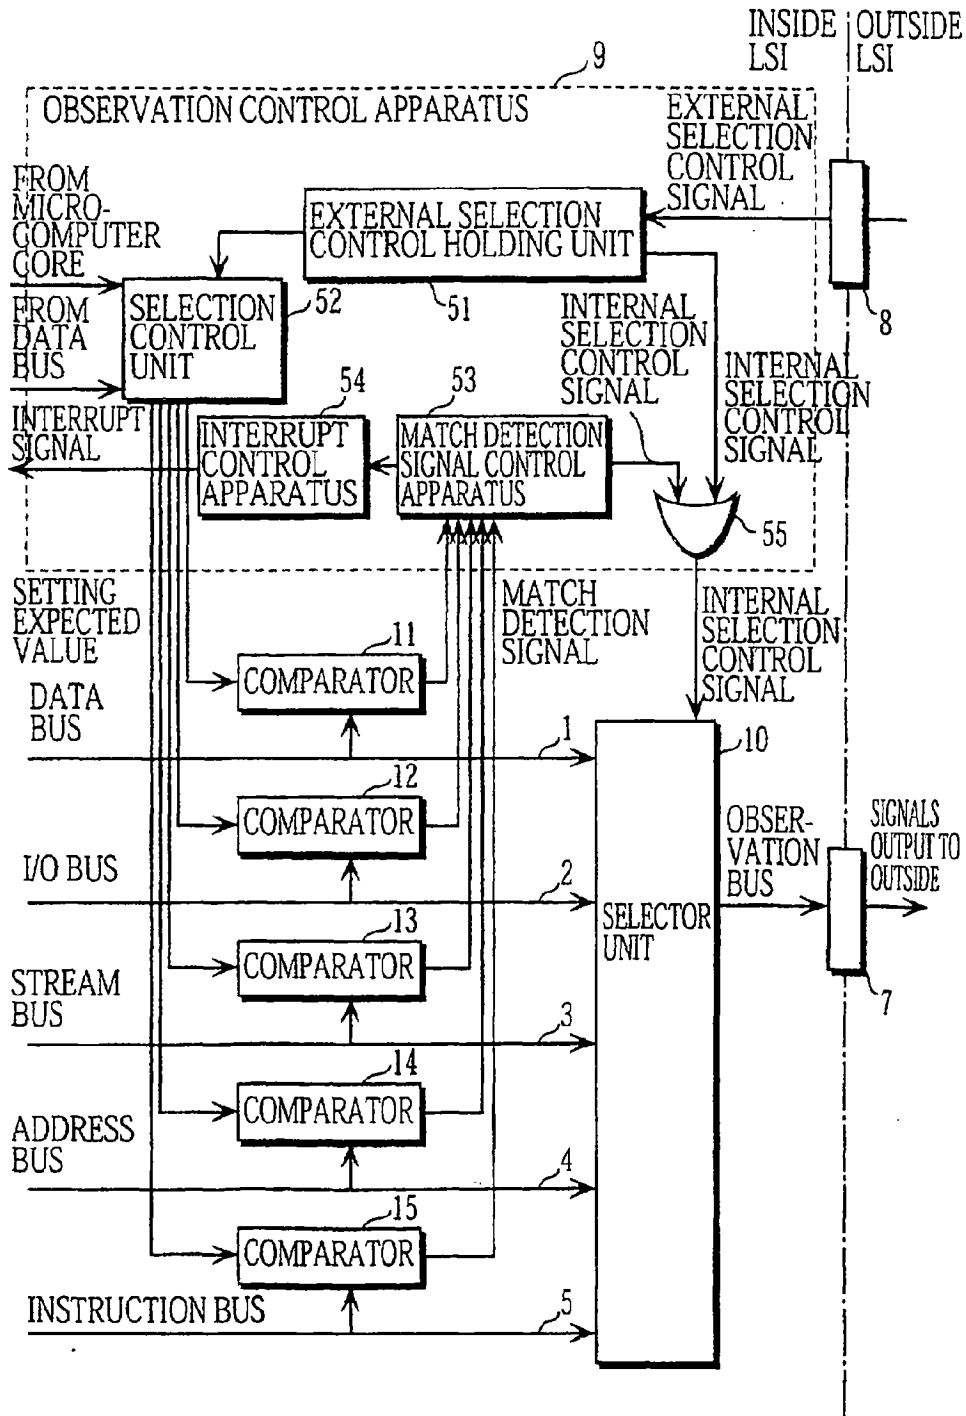 INSIDE
LSI
OUTSIDE
LSI
9
OBSERVATION CONTROL APPARATUS
EXTERNAL
SELECTION
CONTROL
SIGNAL
FROM
MICRO-
COMPUTER
CORE
EXTERNAL SELECTION
CONTROL HOLDING UNIT
51
8
FROM
DATA
BUS
SELECTION
CONTROL
UNIT
52
INTERNAL
SELECTION
CONTROL
SIGNAL
INTERNAL
SELECTION
CONTROL
SIGNAL
INTERRUPT
SIGNAL
54
INTERRUPT
CONTROL
APPARATUS
53
MATCH DETECTION
SIGNAL CONTROL
APPARATUS
55
SETTING
EXPECTED
VALUE
MATCH
DETECTION
SIGNAL
INTERNAL
SELECTION
CONTROL
SIGNAL
11
COMPARATOR
DATA
BUS
1
10
12
COMPARATOR
I/O BUS
2
OBSER-
VATION
BUS
SIGNALS
OUTPUT TO
OUTSIDE
SELECTOR
UNIT
7
13
COMPARATOR
STREAM
BUS
3
14
COMPARATOR
ADDRESS
BUS
4
15
COMPARATOR
INSTRUCTION BUS
5